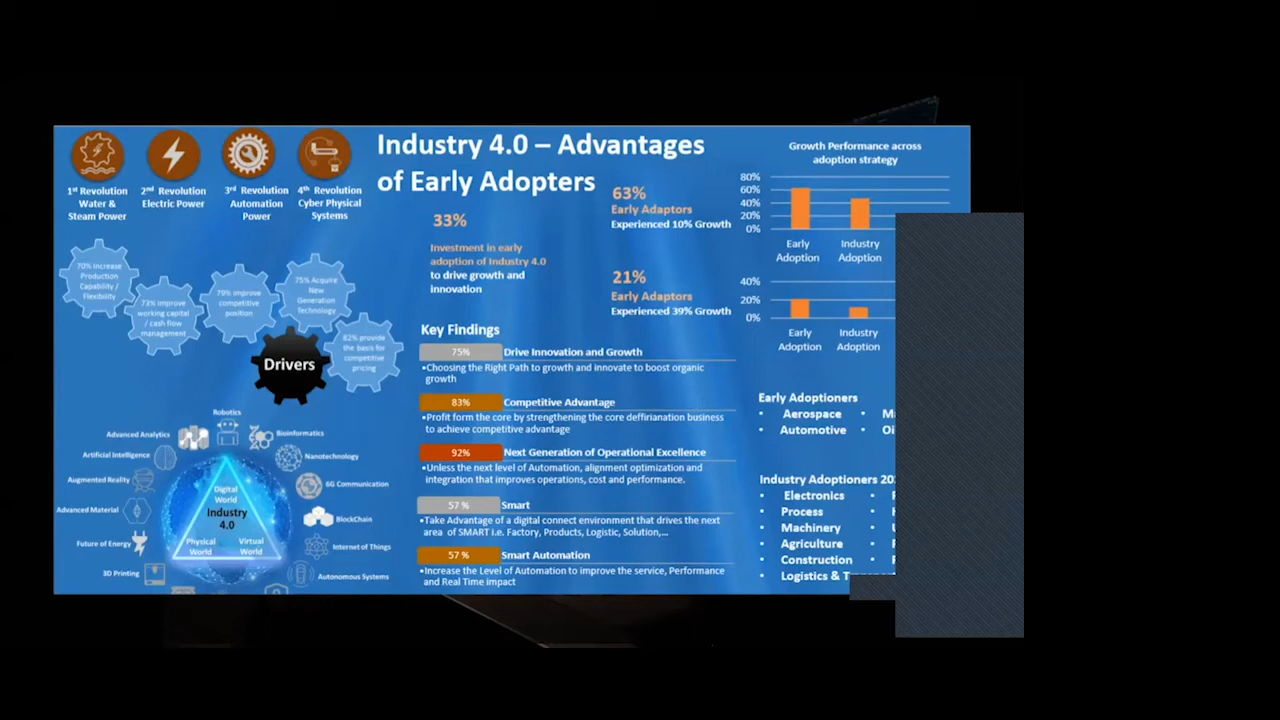 Industry 4.0 – Advantages
of Early Adopters
1st Revolution
Water &
Steam Power
2nd Revolution
Electric Power
3rd Revolution
Automation
Power
4th Revolution
Cyber Physical
Systems
70% Increase
Production
Capability /
Flexibility
73% Improve
working capital
/ cash flow
management
79% improve
competitive
position
75% Acquire
New
Generation
Technology
82% provide
the basis for
competitive
pricing
Drivers
Robotics
Advanced Analytics
Bioinformatics
Artificial Intelligence
Nanotechnology
Augmented Reality
6G Communication
Advanced Material
BlockChain
Future of Energy
Internet of Things
3D Printing
Autonomous Systems
Digital
World
Industry
4.0
Physical
World
Virtual
World
33%
Investment in early
adoption of Industry 4.0
to drive growth and
innovation
63%
Early Adaptors
Experienced 10% Growth
21%
Early Adaptors
Experienced 39% Growth
Key Findings
75%
Drive Innovation and Growth
•Choosing the Right Path to growth and innovate to boost organic
growth
83%
Competitive Advantage
•Profit form the core by strengthening the core deffirianation business
to achieve competitive advantage
92%
Next Generation of Operational Excellence
•Unless the next level of Automation, alignment optimization and
integration that improves operations, cost and performance.
57 %
Smart
•Take Advantage of a digital connect environment that drives the next
area of SMART i.e. Factory, Products, Logistic, Solution,...
57 %
Smart Automation
•Increase the Level of Automation to improve the service, Performance
and Real Time impact
Growth Performance across
adoption strategy
80%
60%
40%
20%
0%
Early
Adoption
Industry
Adoption
40%
20%
0%
Early
Adoption
Industry
Adoption
Early Adoptioners
• Aerospace
• Automotive
Industry Adoptioners
• Electronics
• Process
• Machinery
• Agriculture
• Construction
• Logistics &